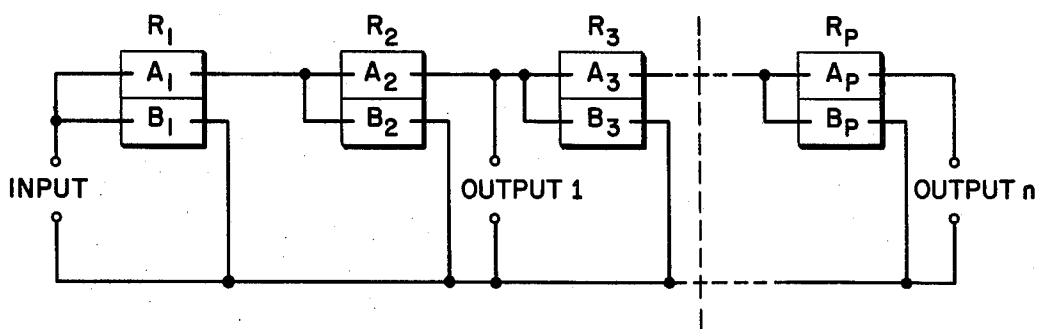 R1 R2 R3 RP
A1 A2 A3 AP
B1 B2 B3 BP
INPUT OUTPUT 1 OUTPUT n